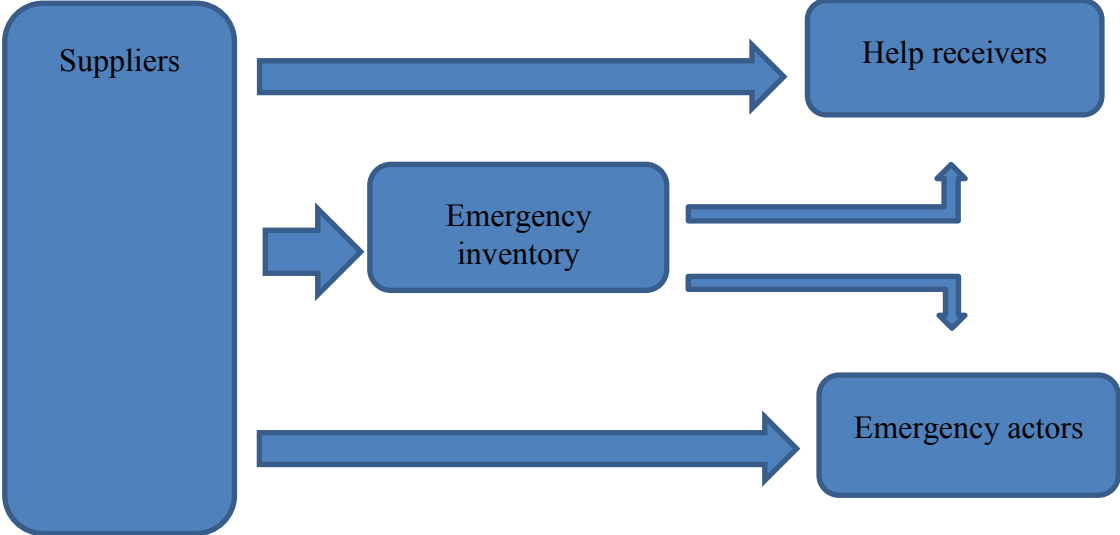 Suppliers
Help receivers
Emergency
inventory
Emergency actors